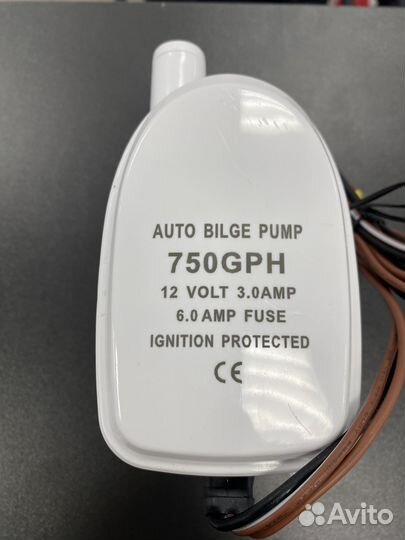 AUTO BILGE PUMP
750GPH
12 VOLT 3.0AMP
6.0 AMP FUSE
IGNITION PROTECTED
CE
Avito